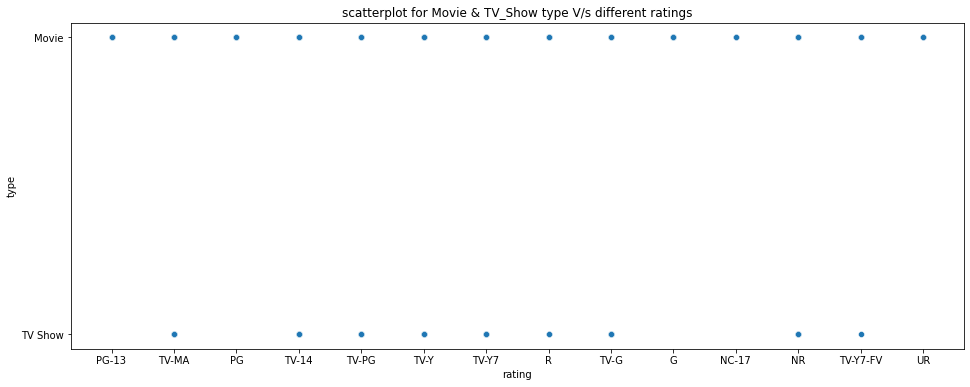 scatterplot for Movie & TV_Show type V/s different ratings
Movie
type
TV Show
PG-13 TV-MA PG TV-14 TV-PG TV-Y TV-Y7 R TV-G G NC-17 NR TV-Y7-FV UR
rating